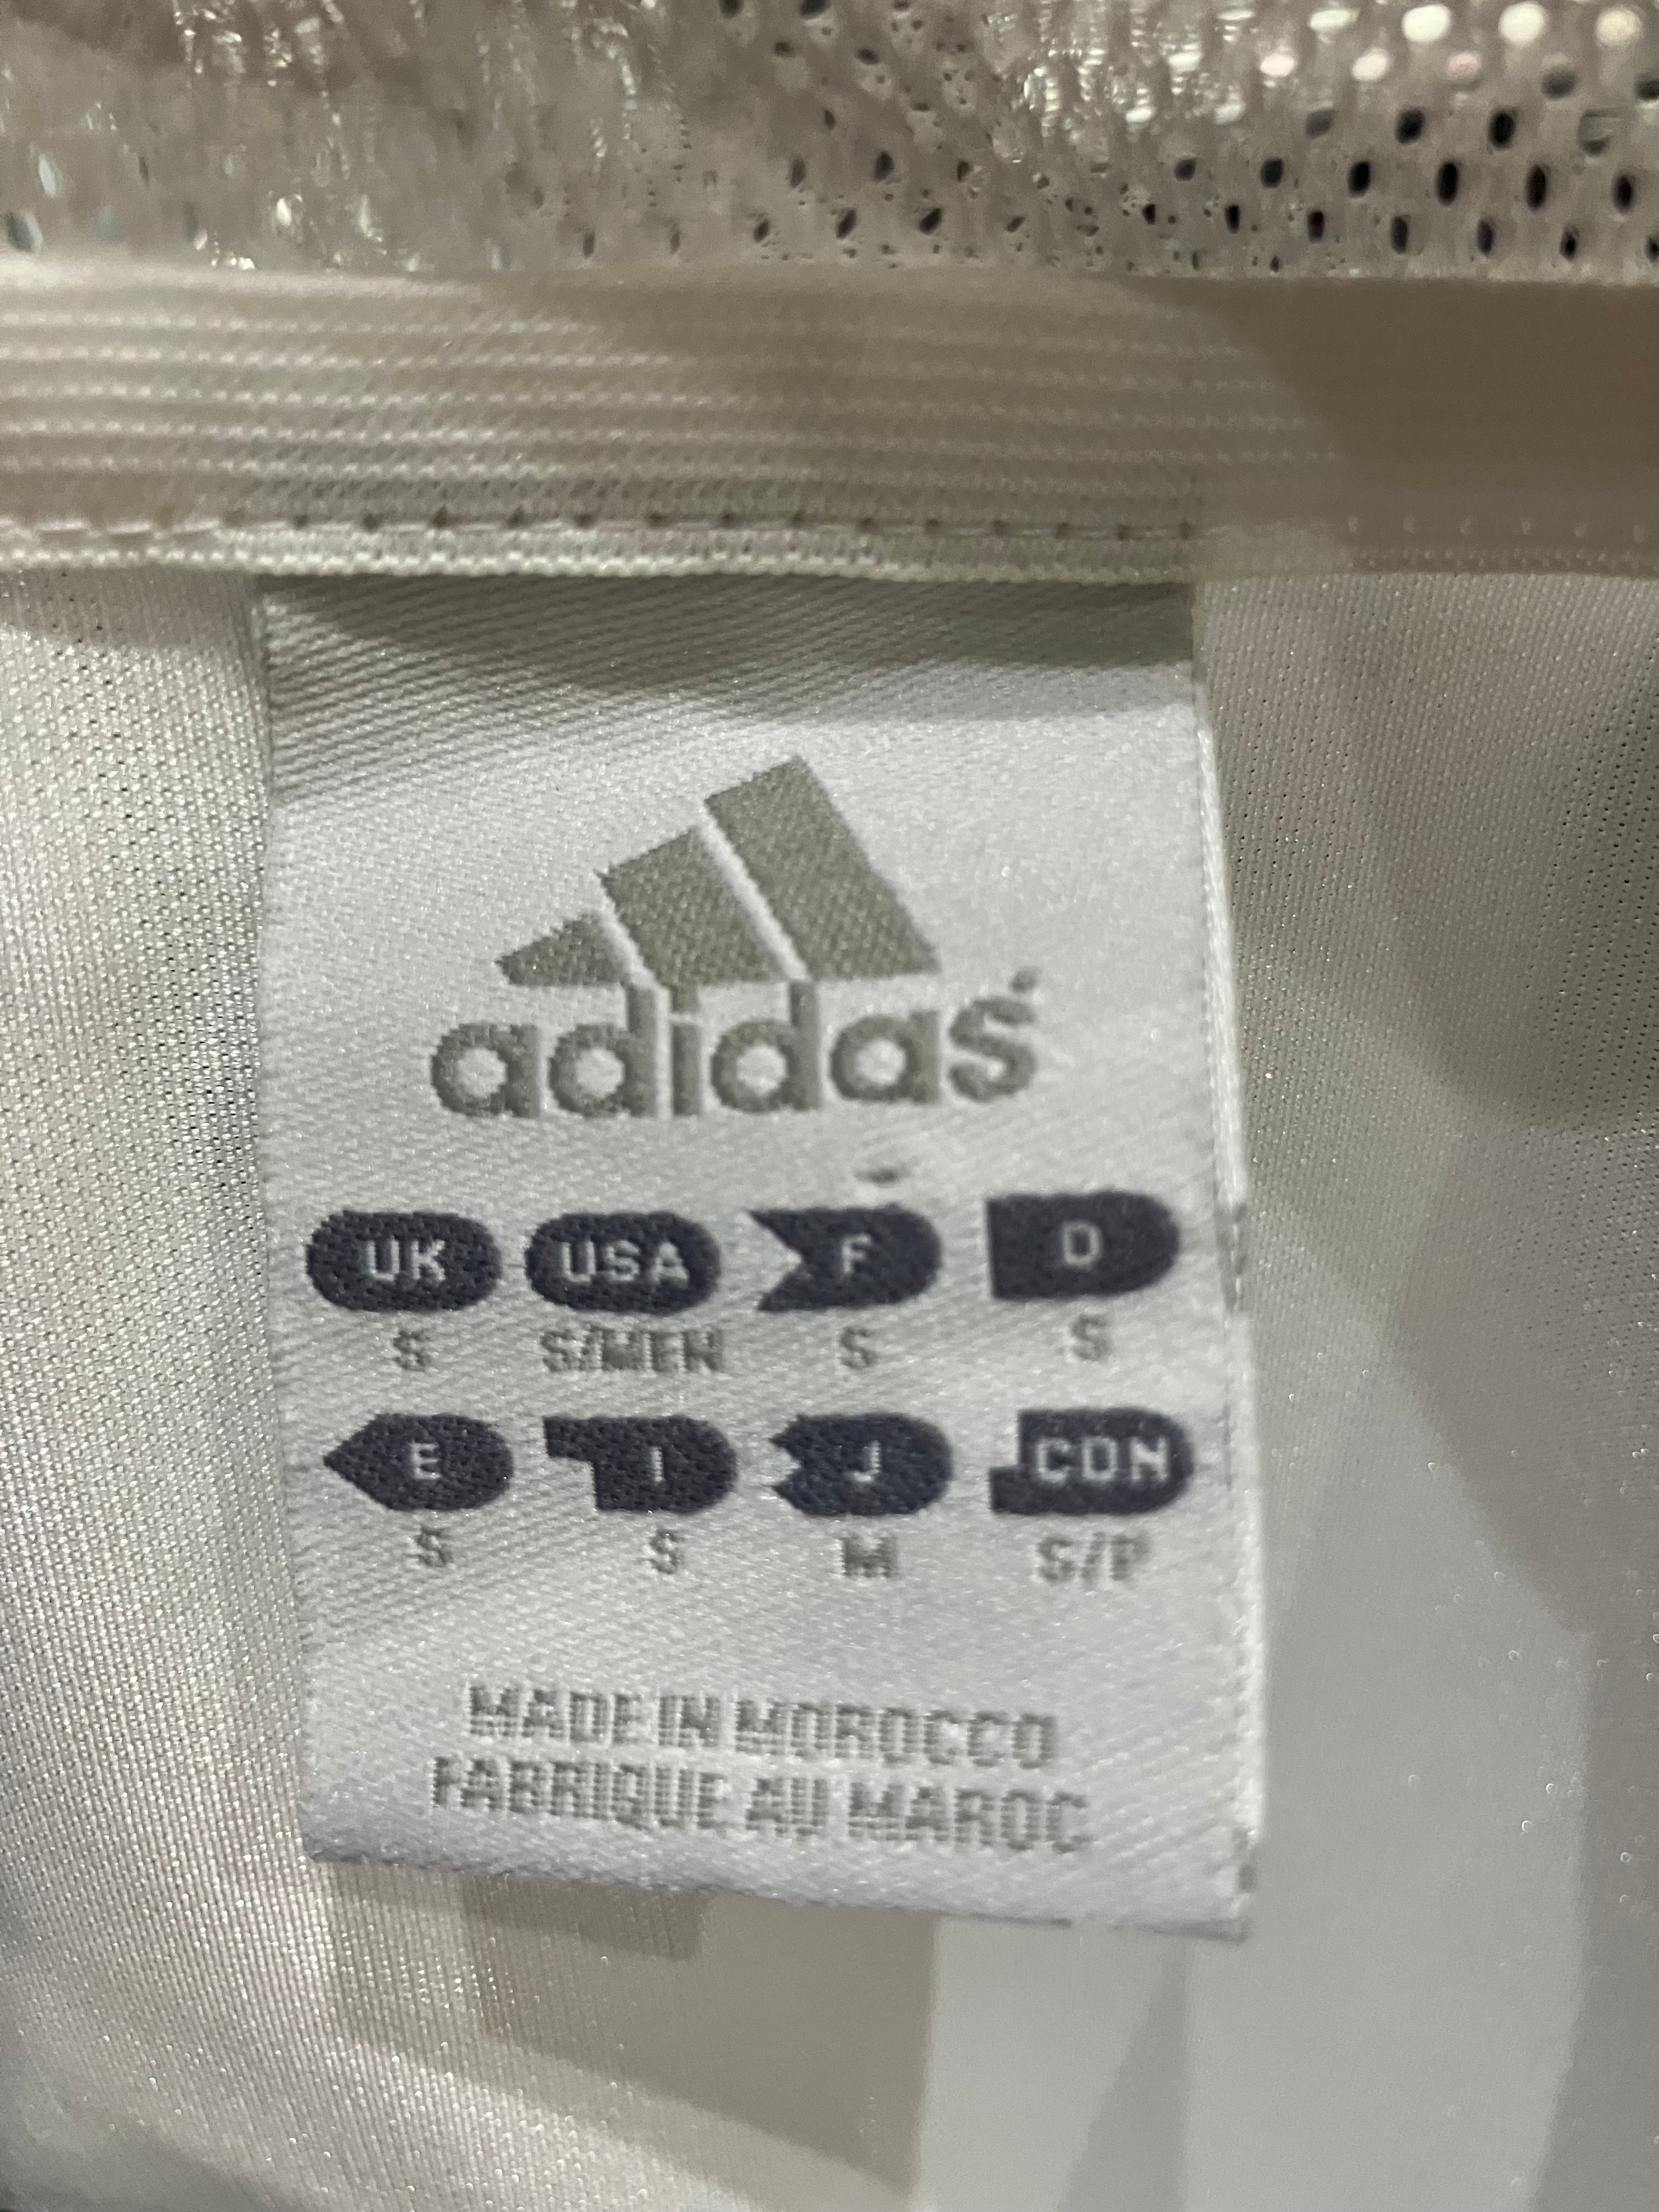 adidas
UK USA F D
S S/MEN S S
E I J CDN
S S M S/P
MADE IN MOROCCO
FABRIQUE AU MAROC